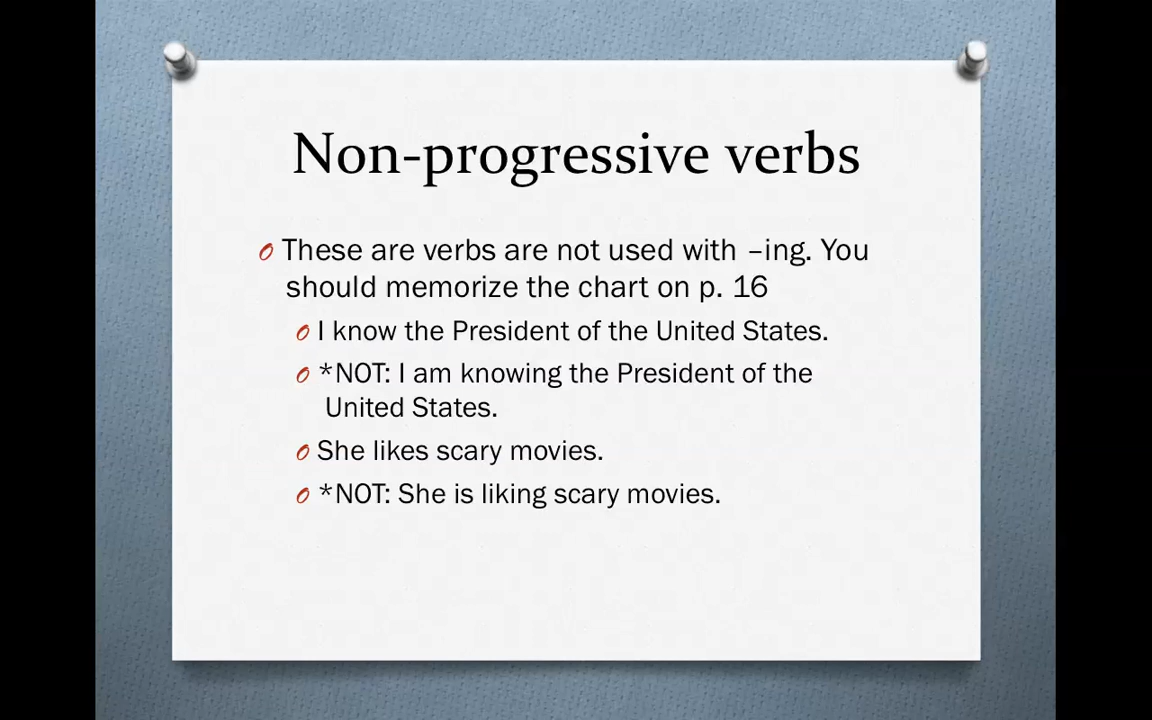 Non-progressive verbs
These are verbs are not used with –ing. You
should memorize the chart on p. 16
I know the President of the United States.
*NOT: I am knowing the President of the
United States.
She likes scary movies.
*NOT: She is liking scary movies.